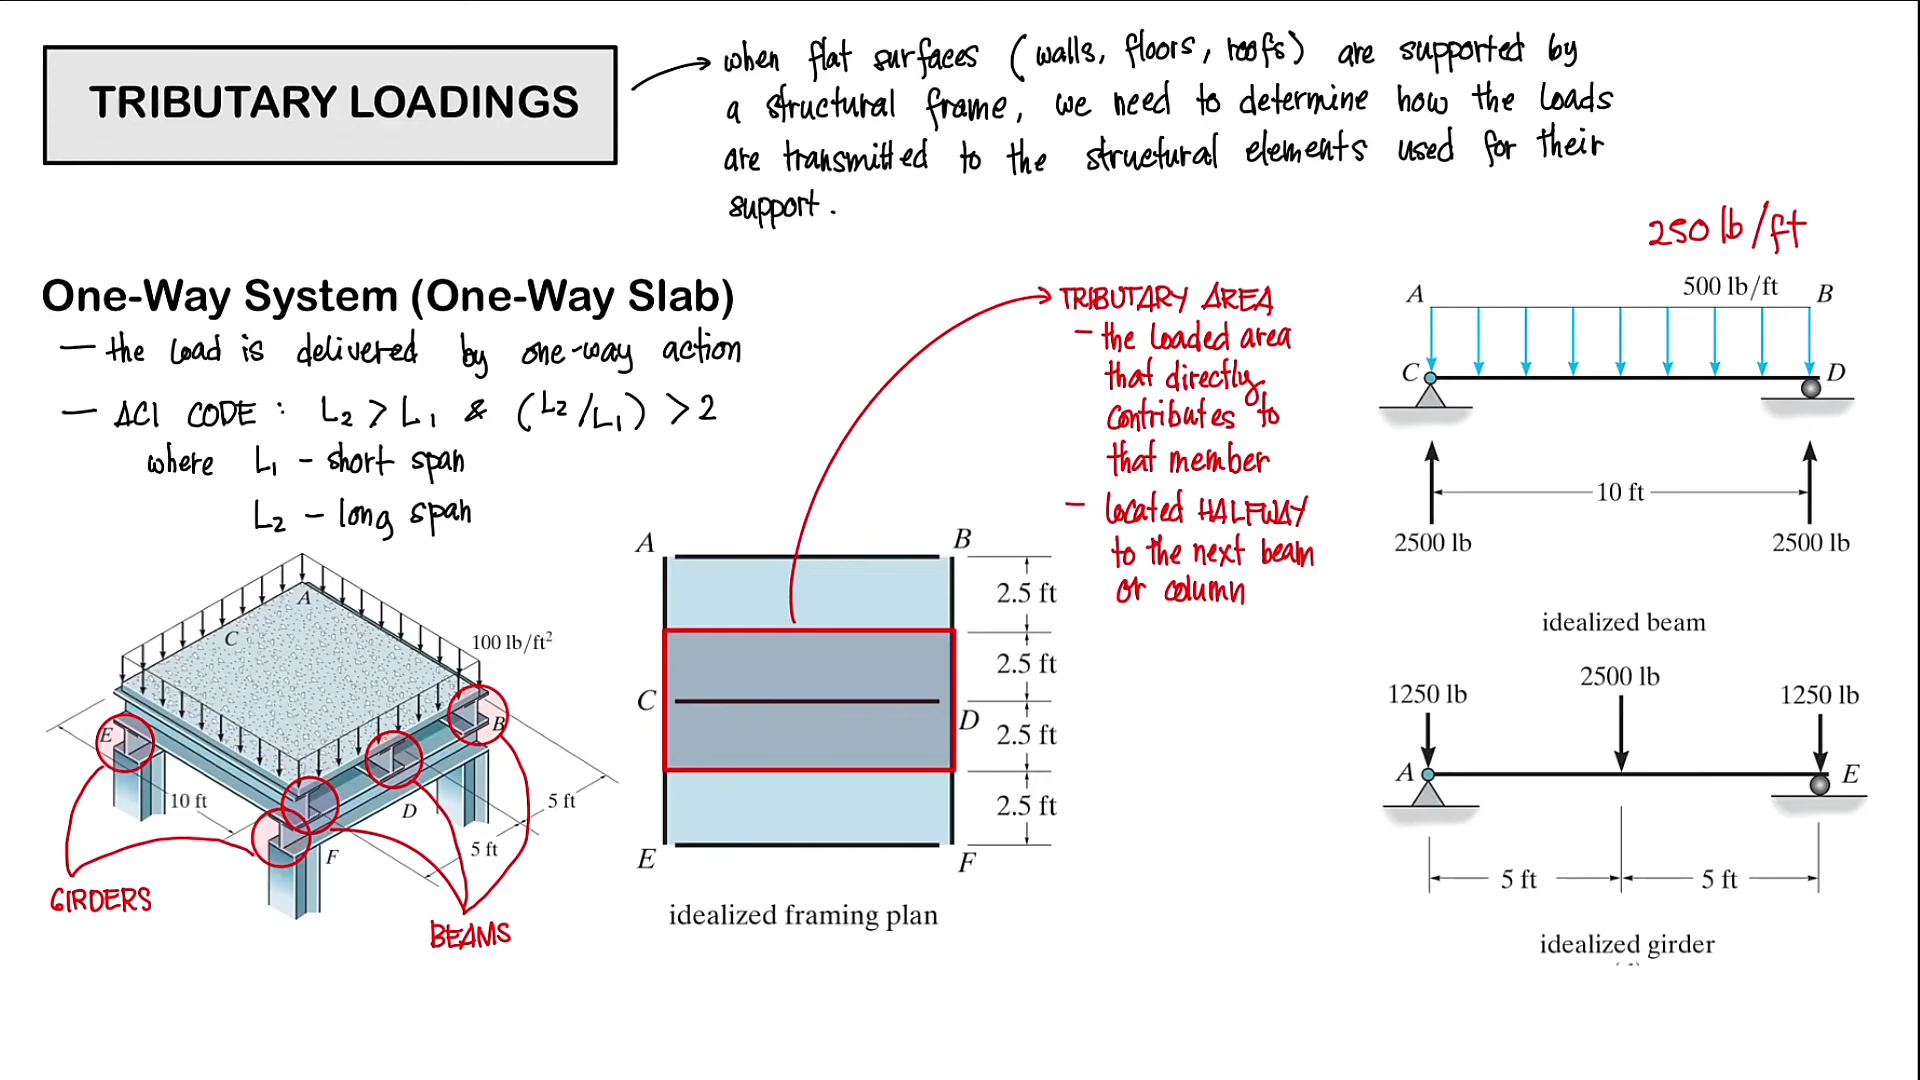 TRIBUTARY LOADINGS
when flat surfaces (walls, floors, roofs) are supported by
a structural frame, we need to determine how the loads
are transmitted to the structural elements used for their
support.
One-Way System (One-Way Slab)
— the load is delivered by one-way action
— ACI CODE : L₂ > L₁ & (L₂/L₁) > 2
where L₁ - short span
L₂ - long span
A
C
100 lb/ft²
B
E
10 ft
D
5 ft
5 ft
F
GIRDERS
BEAMS
A
B
2.5 ft
2.5 ft
C
D
2.5 ft
2.5 ft
E
F
idealized framing plan
TRIBUTARY AREA
- the loaded area
that directly
contributes to
that member
- located HALFWAY
to the next beam
or column
250 lb/ft
A
500 lb/ft
B
C
D
10 ft
2500 lb
2500 lb
idealized beam
1250 lb
2500 lb
1250 lb
A
E
5 ft
5 ft
idealized girder